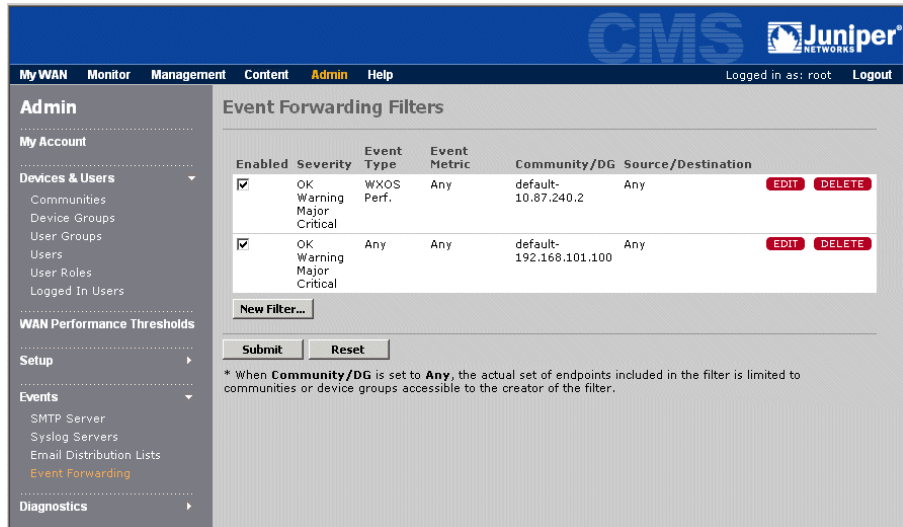 CMS
Juniper®
NETWORKS
My WAN Monitor Management Content Admin Help Logged in as: root Logout
Admin
My Account
Devices & Users
Communities
Device Groups
User Groups
Users
User Roles
Logged In Users
WAN Performance Thresholds
Setup
Events
SMTP Server
Syslog Servers
Email Distribution Lists
Event Forwarding
Diagnostics
Event Forwarding Filters
Enabled Severity Event Type Event Metric Community/DG Source/Destination
OK WXOS Any default- Any EDIT DELETE
Warning Perf. 10.87.240.2
Major
Critical
OK Any Any default- Any EDIT DELETE
Warning 192.168.101.100
Major
Critical
New Filter...
Submit Reset
* When Community/DG is set to Any, the actual set of endpoints included in the filter is limited to
communities or device groups accessible to the creator of the filter.